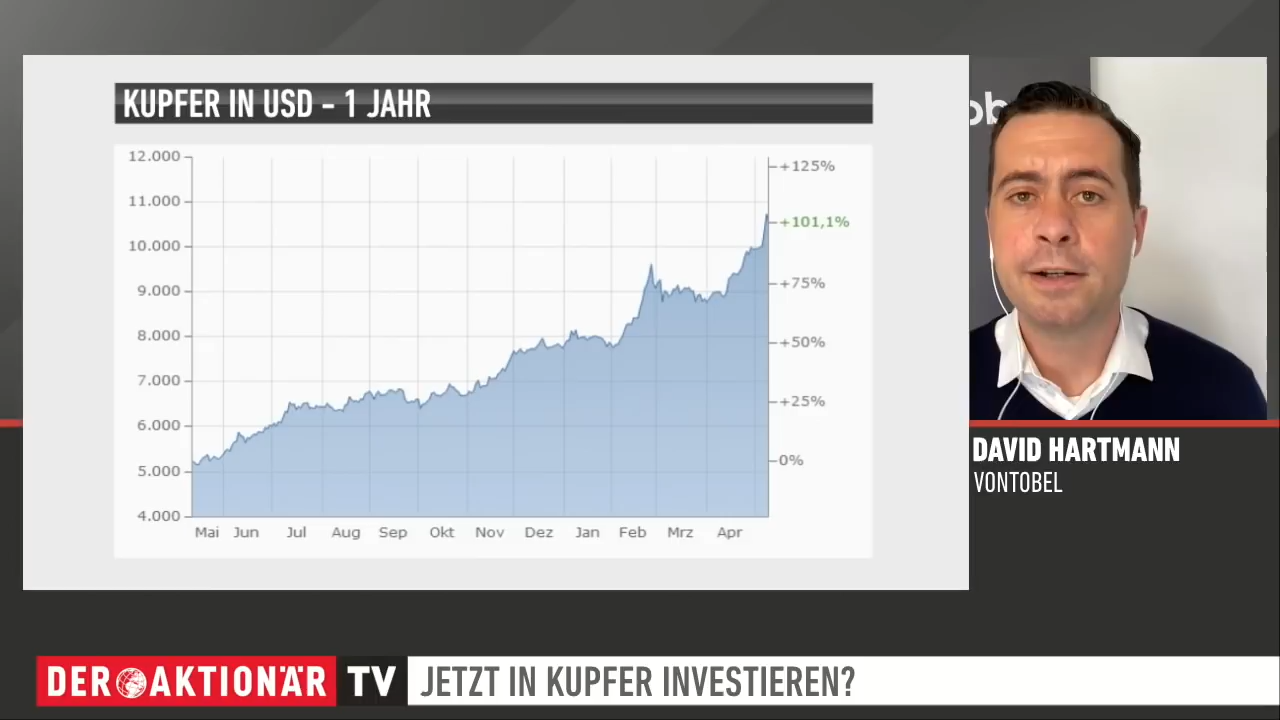 KUPFER IN USD – 1 JAHR
12.000
11.000
10.000
9.000
8.000
7.000
6.000
5.000
4.000
+125%
+101,1%
+75%
+50%
+25%
0%
Mai Jun Jul Aug Sep Okt Nov Dez Jan Feb Mrz Apr
ob
DAVID HARTMANN
VONTOBEL
DER AKTIONÄR TV
JETZT IN KUPFER INVESTIEREN?